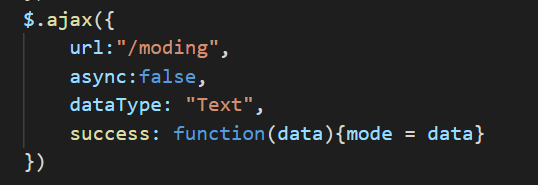 $.ajax({
url:"/moding",
async:false,
dataType: "Text",
success: function(data){mode = data}
})